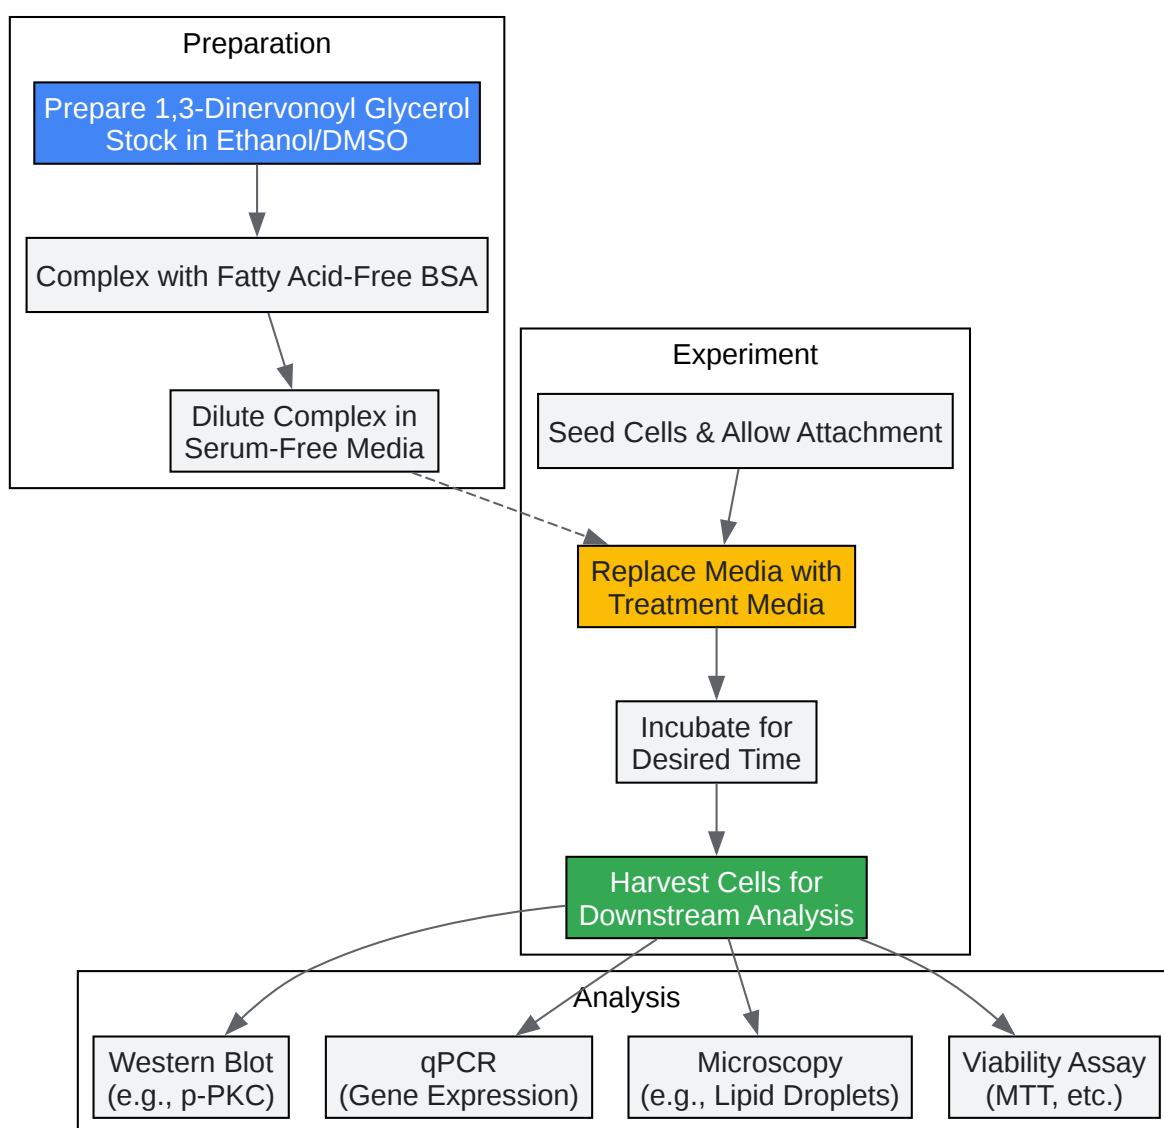 Preparation
Prepare 1,3-Dinervonoyl Glycerol
Stock in Ethanol/DMSO
Complex with Fatty Acid-Free BSA
Dilute Complex in
Serum-Free Media
Experiment
Seed Cells & Allow Attachment
Replace Media with
Treatment Media
Incubate for
Desired Time
Harvest Cells for
Downstream Analysis
Analysis
Western Blot
(e.g., p-PKC)
qPCR
(Gene Expression)
Microscopy
(e.g., Lipid Droplets)
Viability Assay
(MTT, etc.)